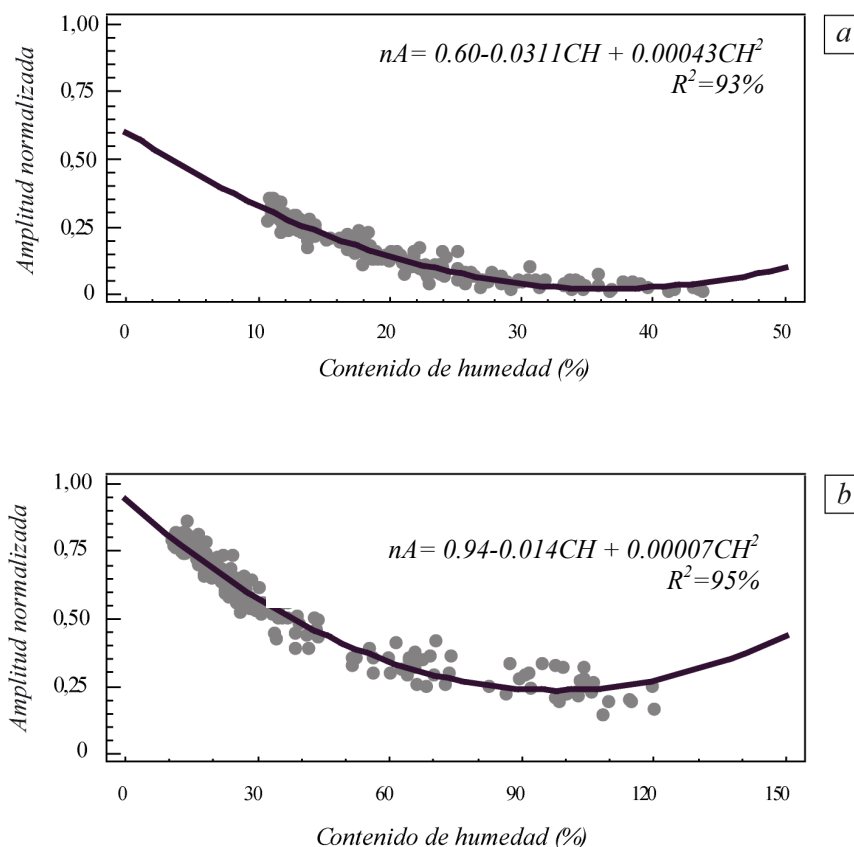 1,00
a
nA= 0.60-0.0311CH + 0.00043CH²
R²=93%
0,75
Amplitud normalizada
0,50
0,25
0
0 10 20 30 40 50
Contenido de humedad (%)
1,00
b
nA= 0.94-0.014CH + 0.00007CH²
R²=95%
0,75
Amplitud normalizada
0,50
0,25
0
0 30 60 90 120 150
Contenido de humedad (%)